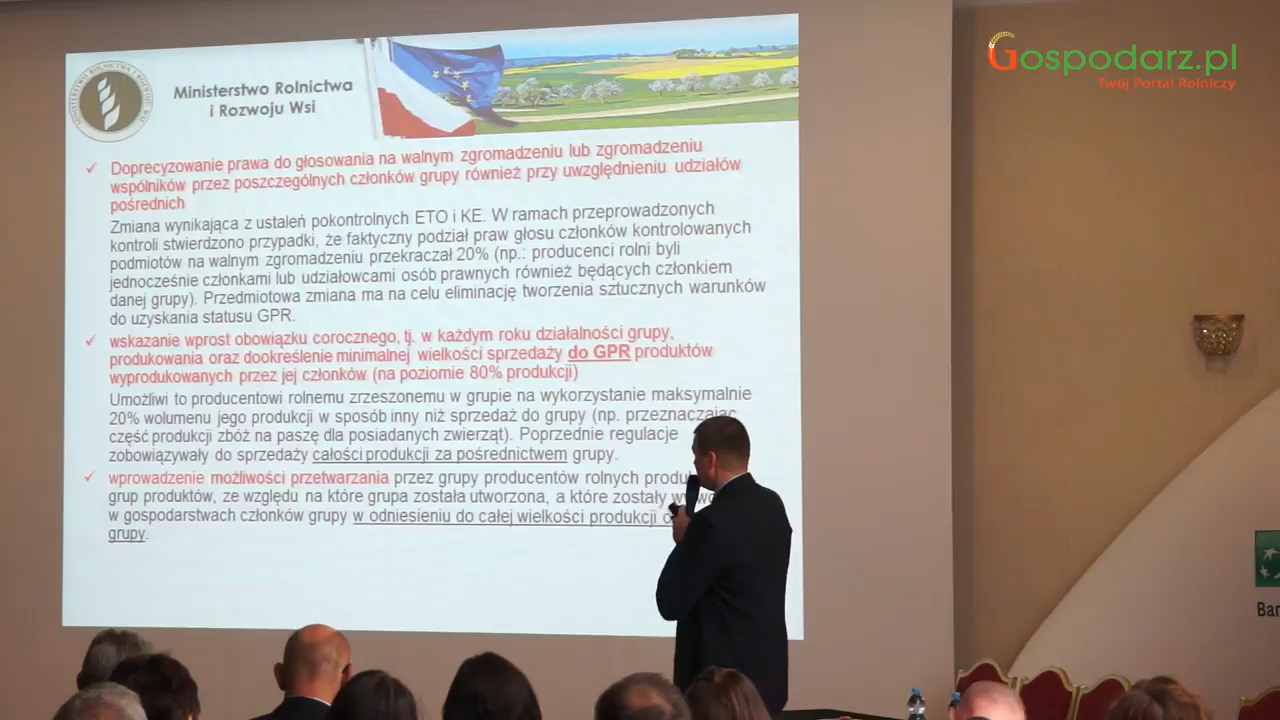 Gospodarz.pl
Twój Portal Rolniczy
Ministerstwo Rolnictwa
i Rozwoju Wsi
MINISTERSTWO ROLNICTWA I ROZWOJU WSI
✓ Doprecyzowanie prawa do głosowania na walnym zgromadzeniu lub zgromadzeniu
wspólników przez poszczególnych członków grupy również przy uwzględnieniu udziałów
pośrednich
Zmiana wynikająca z ustaleń pokontrolnych ETO i KE. W ramach przeprowadzonych
kontroli stwierdzono przypadki, że faktyczny podział praw głosu członków kontrolowanych
podmiotów na walnym zgromadzeniu przekraczał 20% (np.: producenci rolni byli
jednocześnie członkami lub udziałowcami osób prawnych również będących członkiem
danej grupy). Przedmiotowa zmiana ma na celu eliminację tworzenia sztucznych warunków
do uzyskania statusu GPR.
✓ wskazanie wprost obowiązku corocznego, tj. w każdym roku działalności grupy,
produkowania oraz dookreślenie minimalnej wielkości sprzedaży do GPR produktów
wyprodukowanych przez jej członków (na poziomie 80% produkcji)
Umożliwi to producentowi rolnemu zrzeszonemu w grupie na wykorzystanie maksymalnie
20% wolumenu jego produkcji w sposób inny niż sprzedaż do grupy (np. przeznaczając
część produkcji zbóż na paszę dla posiadanych zwierząt). Poprzednie regulacje
zobowiązywały do sprzedaży całości produkcji za pośrednictwem grupy.
✓ wprowadzenie możliwości przetwarzania przez grupy producentów rolnych produ
grup produktów, ze względu na które grupa została utworzona, a które zostały
w gospodarstwach członków grupy w odniesieniu do całej wielkości produkcji
grupy.
Ban